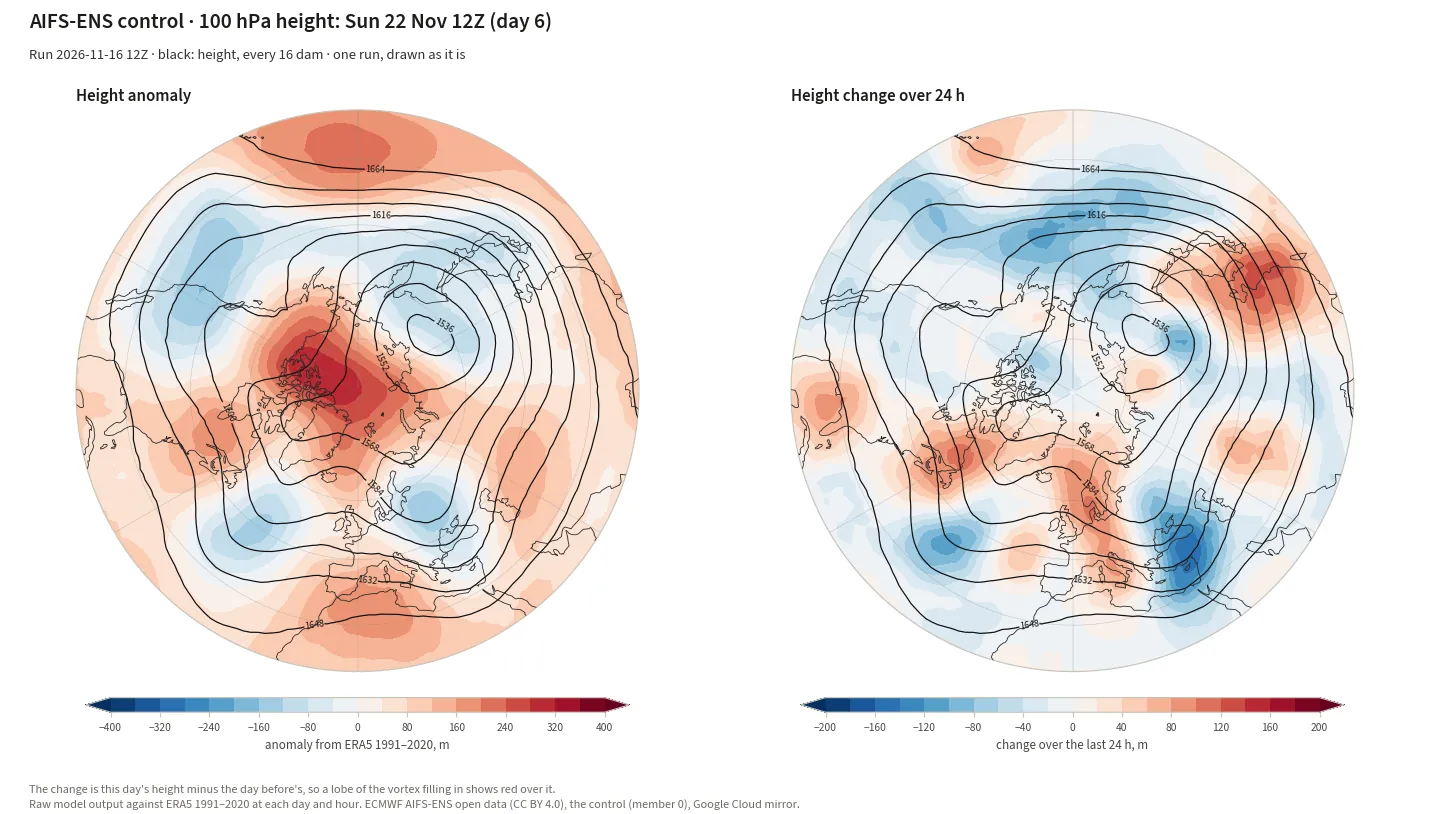 AIFS-ENS control · 100 hPa height: Sun 22 Nov 12Z (day 6)
Run 2026-11-16 12Z · black: height, every 16 dam · one run, drawn as it is
Height anomaly
1664
1616
1536
1552
1568
1584
1632
1648
−400 −320 −240 −160 −80 0 80 160 240 320 400
anomaly from ERA5 1991–2020, m
Height change over 24 h
1664
1616
1536
1552
1568
1584
1632
1648
−200 −160 −120 −80 −40 0 40 80 120 160 200
change over the last 24 h, m
The change is this day's height minus the day before's, so a lobe of the vortex filling in shows red over it.
Raw model output against ERA5 1991–2020 at each day and hour. ECMWF AIFS-ENS open data (CC BY 4.0), the control (member 0), Google Cloud mirror.